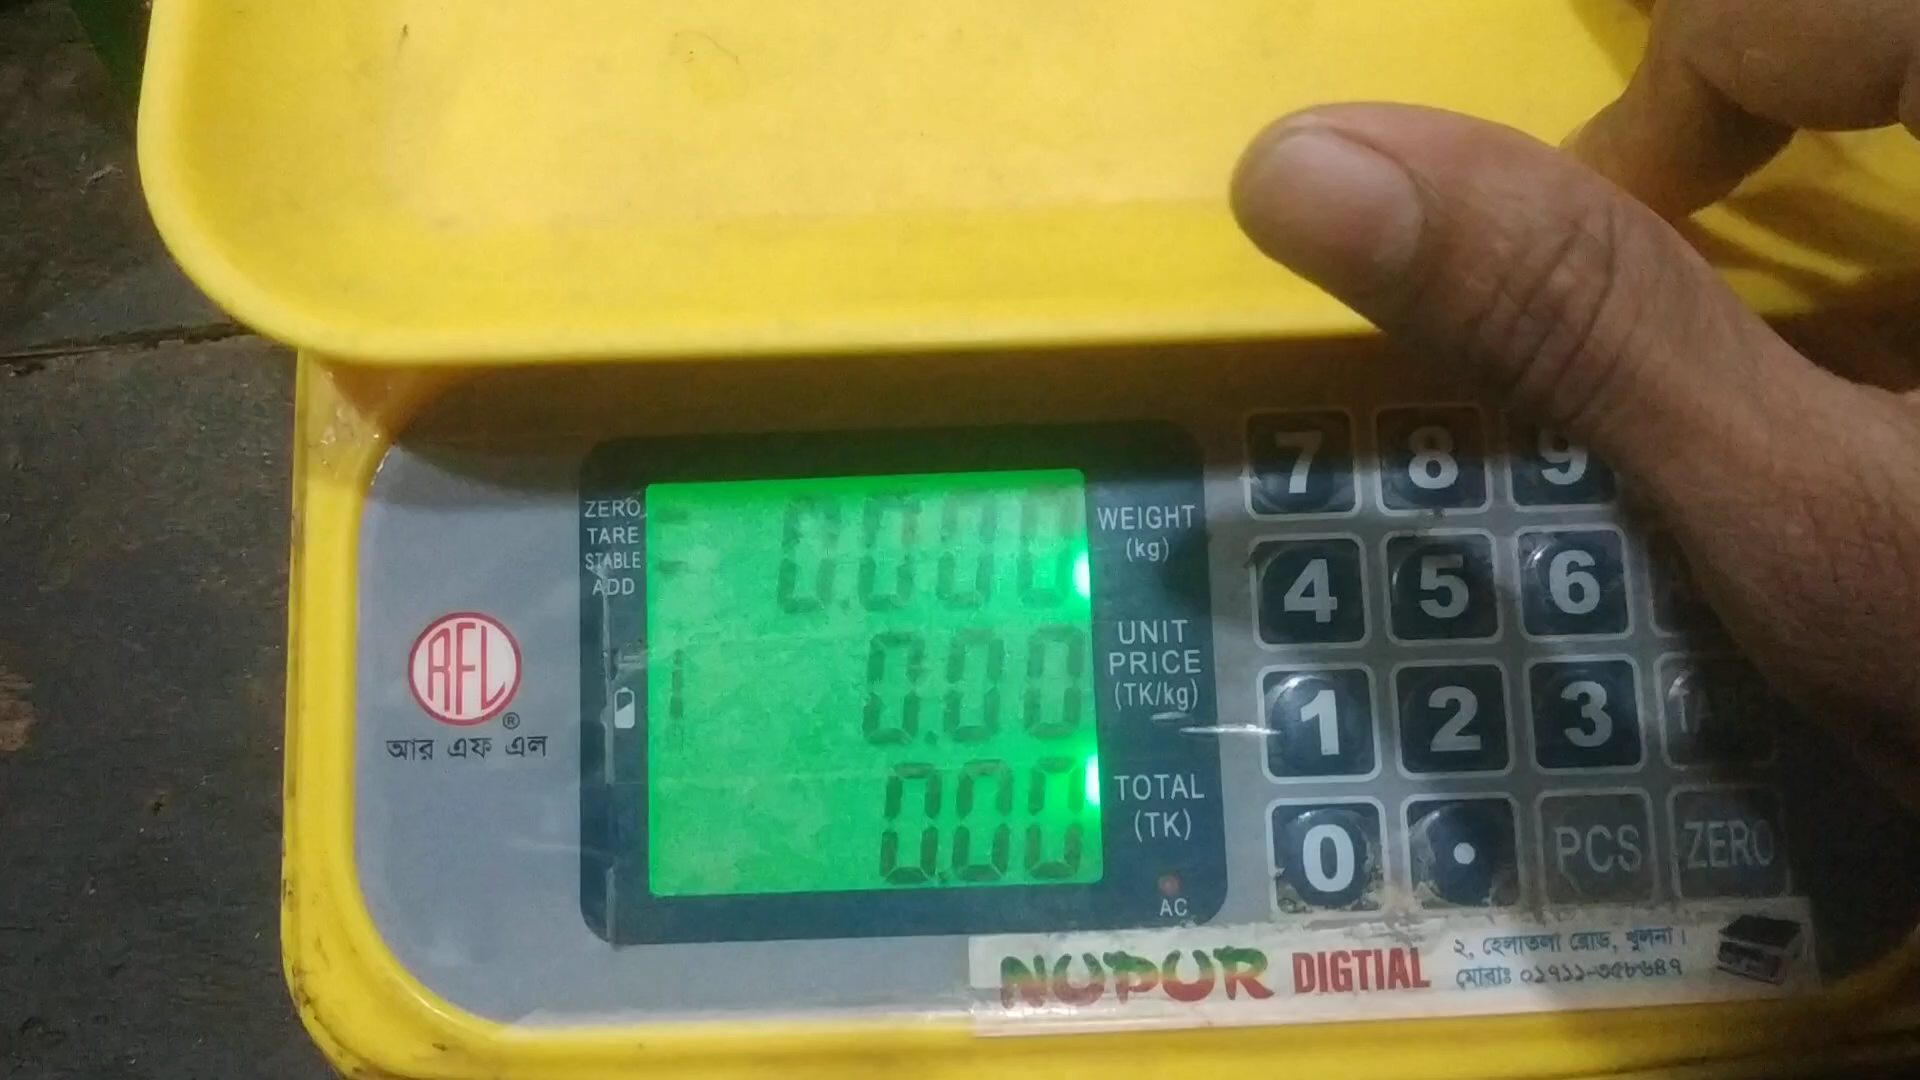 ZERO
TARE
STABLE
ADD
0.000
WEIGHT
(kg)
0.00
UNIT
PRICE
(TK/kg)
0.00
TOTAL
(TK)
AC
RFL
®
আর এফ এল
7 8 9
4 5 6
1 2 3
0 . PCS ZERO
NUPUR DIGTIAL
২, হেলাতলা রোড, খুলনা।
মোবাঃ ০১৭১১-৩৫৮৬৪৭